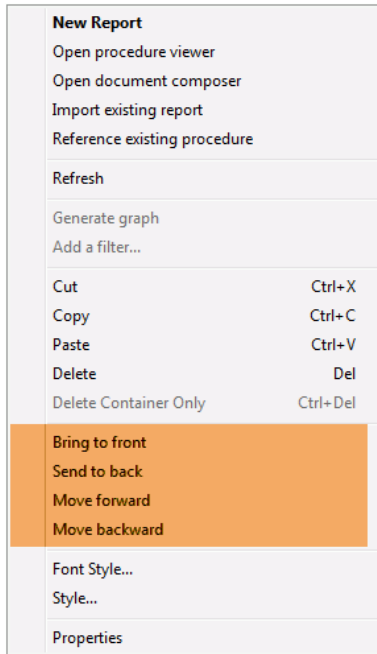 New Report
Open procedure viewer
Open document composer
Import existing report
Reference existing procedure
Refresh
Generate graph
Add a filter...
Cut Ctrl+X
Copy Ctrl+C
Paste Ctrl+V
Delete Del
Delete Container Only Ctrl+Del
Bring to front
Send to back
Move forward
Move backward
Font Style...
Style...
Properties